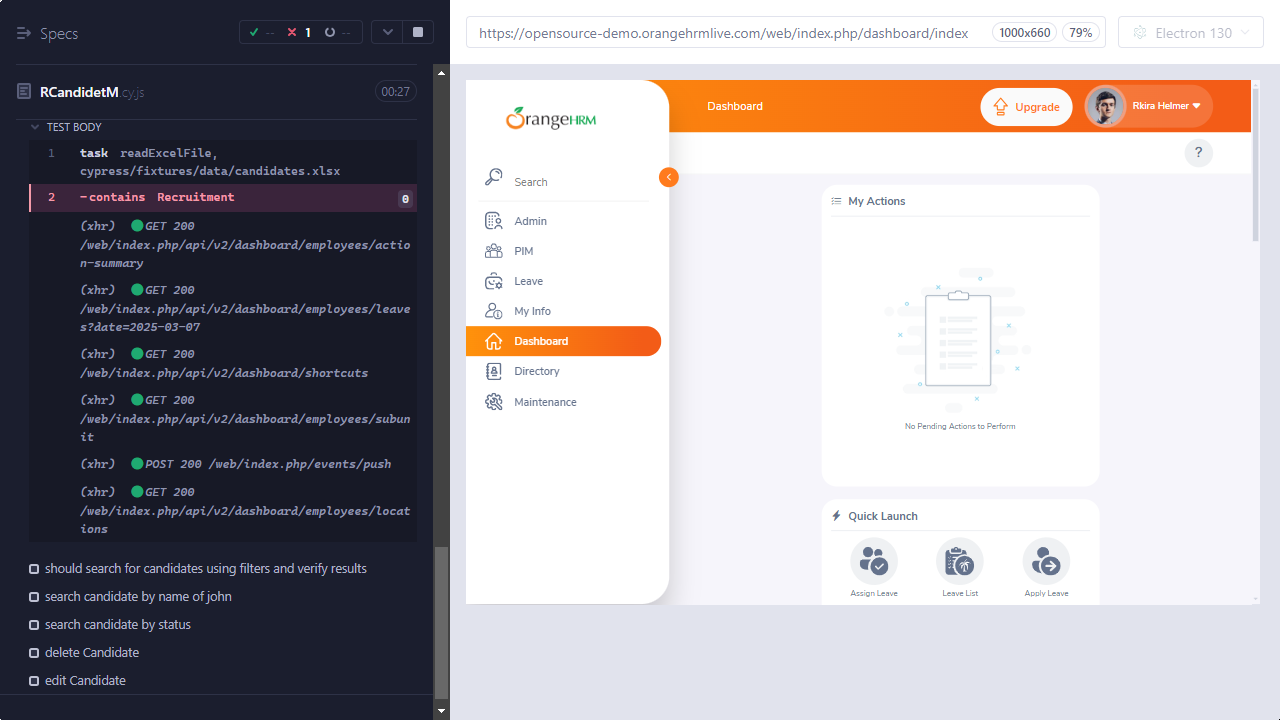 Specs
-- 1 --
RCandidetM.cy.js 00:27
TEST BODY
1 task readExcelFile,
cypress/fixtures/data/candidates.xlsx
2 -contains Recruitment 0
(xhr) GET 200
/web/index.php/api/v2/dashboard/employees/actio
n-summary
(xhr) GET 200
/web/index.php/api/v2/dashboard/employees/leave
s?date=2025-03-07
(xhr) GET 200
/web/index.php/api/v2/dashboard/shortcuts
(xhr) GET 200
/web/index.php/api/v2/dashboard/employees/subun
it
(xhr) POST 200 /web/index.php/events/push
(xhr) GET 200
/web/index.php/api/v2/dashboard/employees/locat
ions
should search for candidates using filters and verify results
search candidate by name of john
search candidate by status
delete Candidate
edit Candidate
https://opensource-demo.orangehrmlive.com/web/index.php/dashboard/index 1000x660 79% Electron 130
OrangeHRM
Search
Admin
PIM
Leave
My Info
Dashboard
Directory
Maintenance
Dashboard
Upgrade
Rkira Helmer
?
My Actions
No Pending Actions to Perform
Quick Launch
Assign Leave Leave List Apply Leave